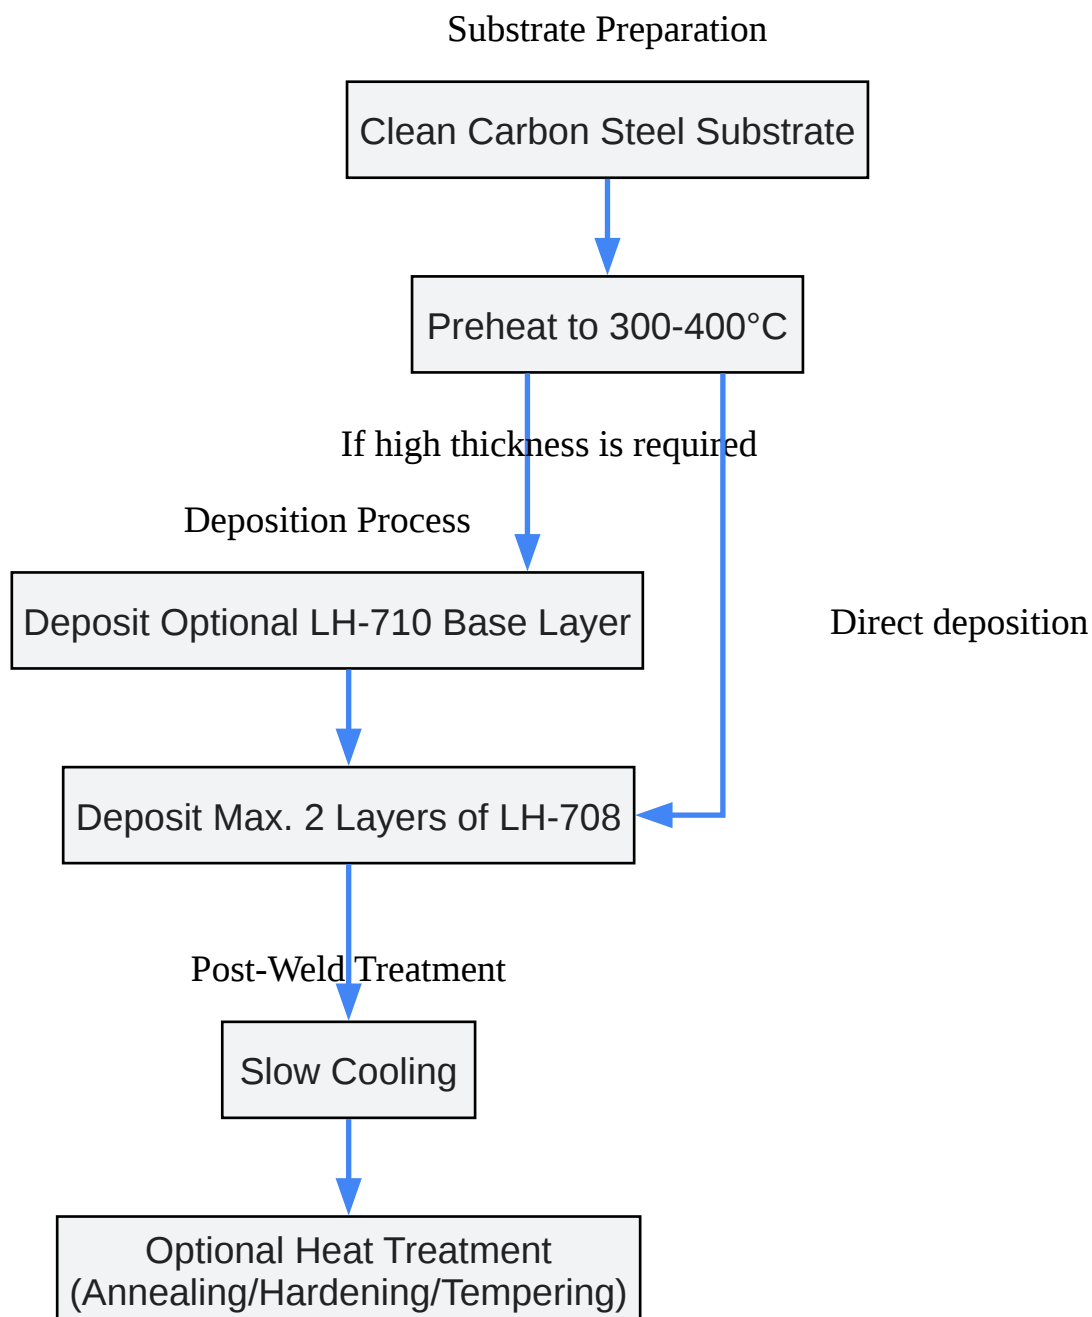 Substrate Preparation
Clean Carbon Steel Substrate
Preheat to 300-400°C
If high thickness is required
Deposition Process
Deposit Optional LH-710 Base Layer
Direct deposition
Deposit Max. 2 Layers of LH-708
Post-Weld Treatment
Slow Cooling
Optional Heat Treatment
(Annealing/Hardening/Tempering)